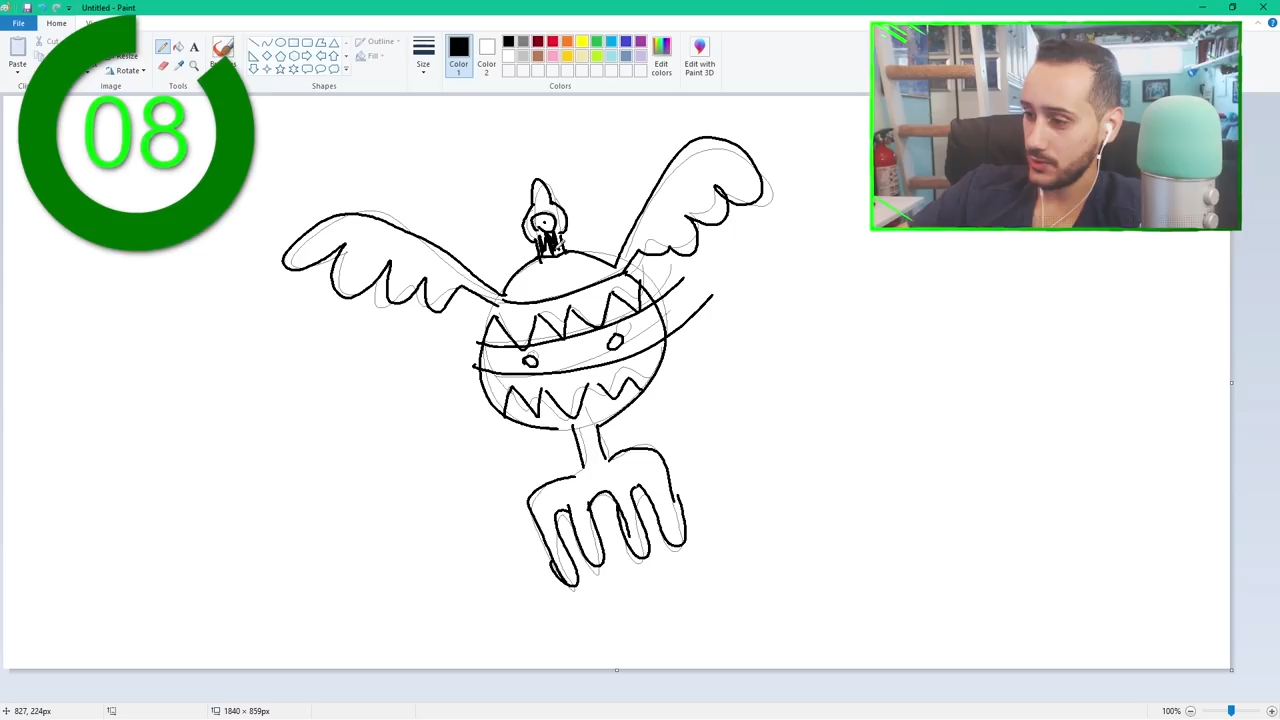 Untitled - Paint
File
Home
Paste
Resize
Rotate
Image
Tools
Shapes
Outline
Fill
Size
Color 1
Color 2
Edit colors
Edit with Paint 3D
Colors
08
827, 224px
1840 × 859px
100%